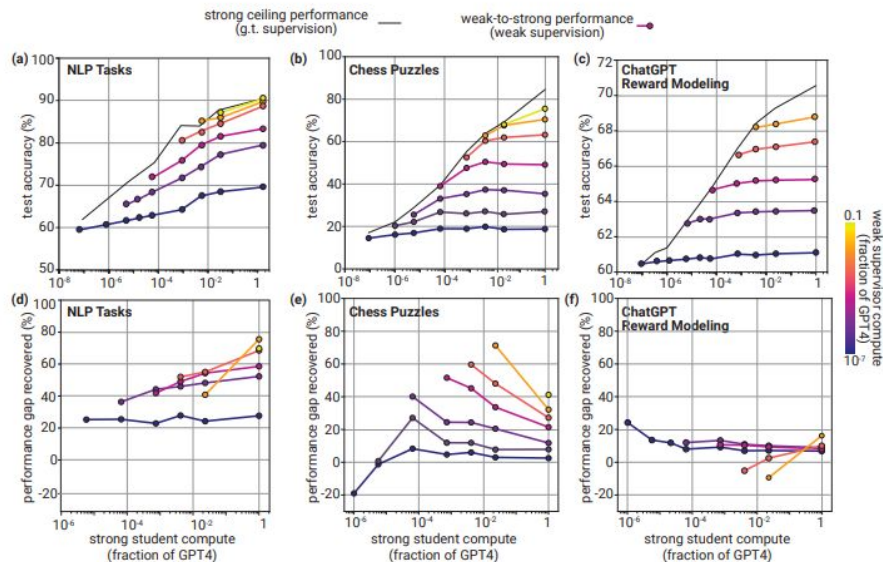 strong ceiling performance
(g.t. supervision)
weak-to-strong performance
(weak supervision)
(a) NLP Tasks
test accuracy (%)
100
90
80
70
60
50
10-8 10-6 10-4 10-2 1
(b) Chess Puzzles
test accuracy (%)
100
80
60
40
20
0
10-8 10-6 10-4 10-2 1
(c) ChatGPT
Reward Modeling
test accuracy (%)
72
70
68
66
64
62
60
10-8 10-6 10-4 10-2 1
(d) NLP Tasks
performance gap recovered (%)
80
60
40
20
0
-20
10-6 10-4 10-2 1
strong student compute
(fraction of GPT4)
(e) Chess Puzzles
performance gap recovered (%)
80
60
40
20
0
-20
10-6 10-4 10-2 1
strong student compute
(fraction of GPT4)
(f) ChatGPT
Reward Modeling
performance gap recovered (%)
80
60
40
20
0
-20
10-6 10-4 10-2 1
strong student compute
(fraction of GPT4)
0.1
10-7
weak supervisor compute
(fraction of GPT4)